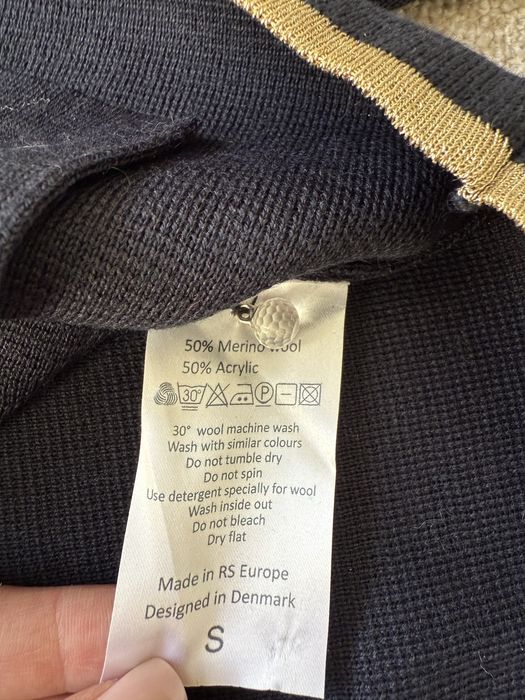 50% Merino wool
50% Acrylic
30° P
30° wool machine wash
Wash with similar colours
Do not tumble dry
Do not spin
Use detergent specially for wool
Wash inside out
Do not bleach
Dry flat
Made in RS Europe
Designed in Denmark
S